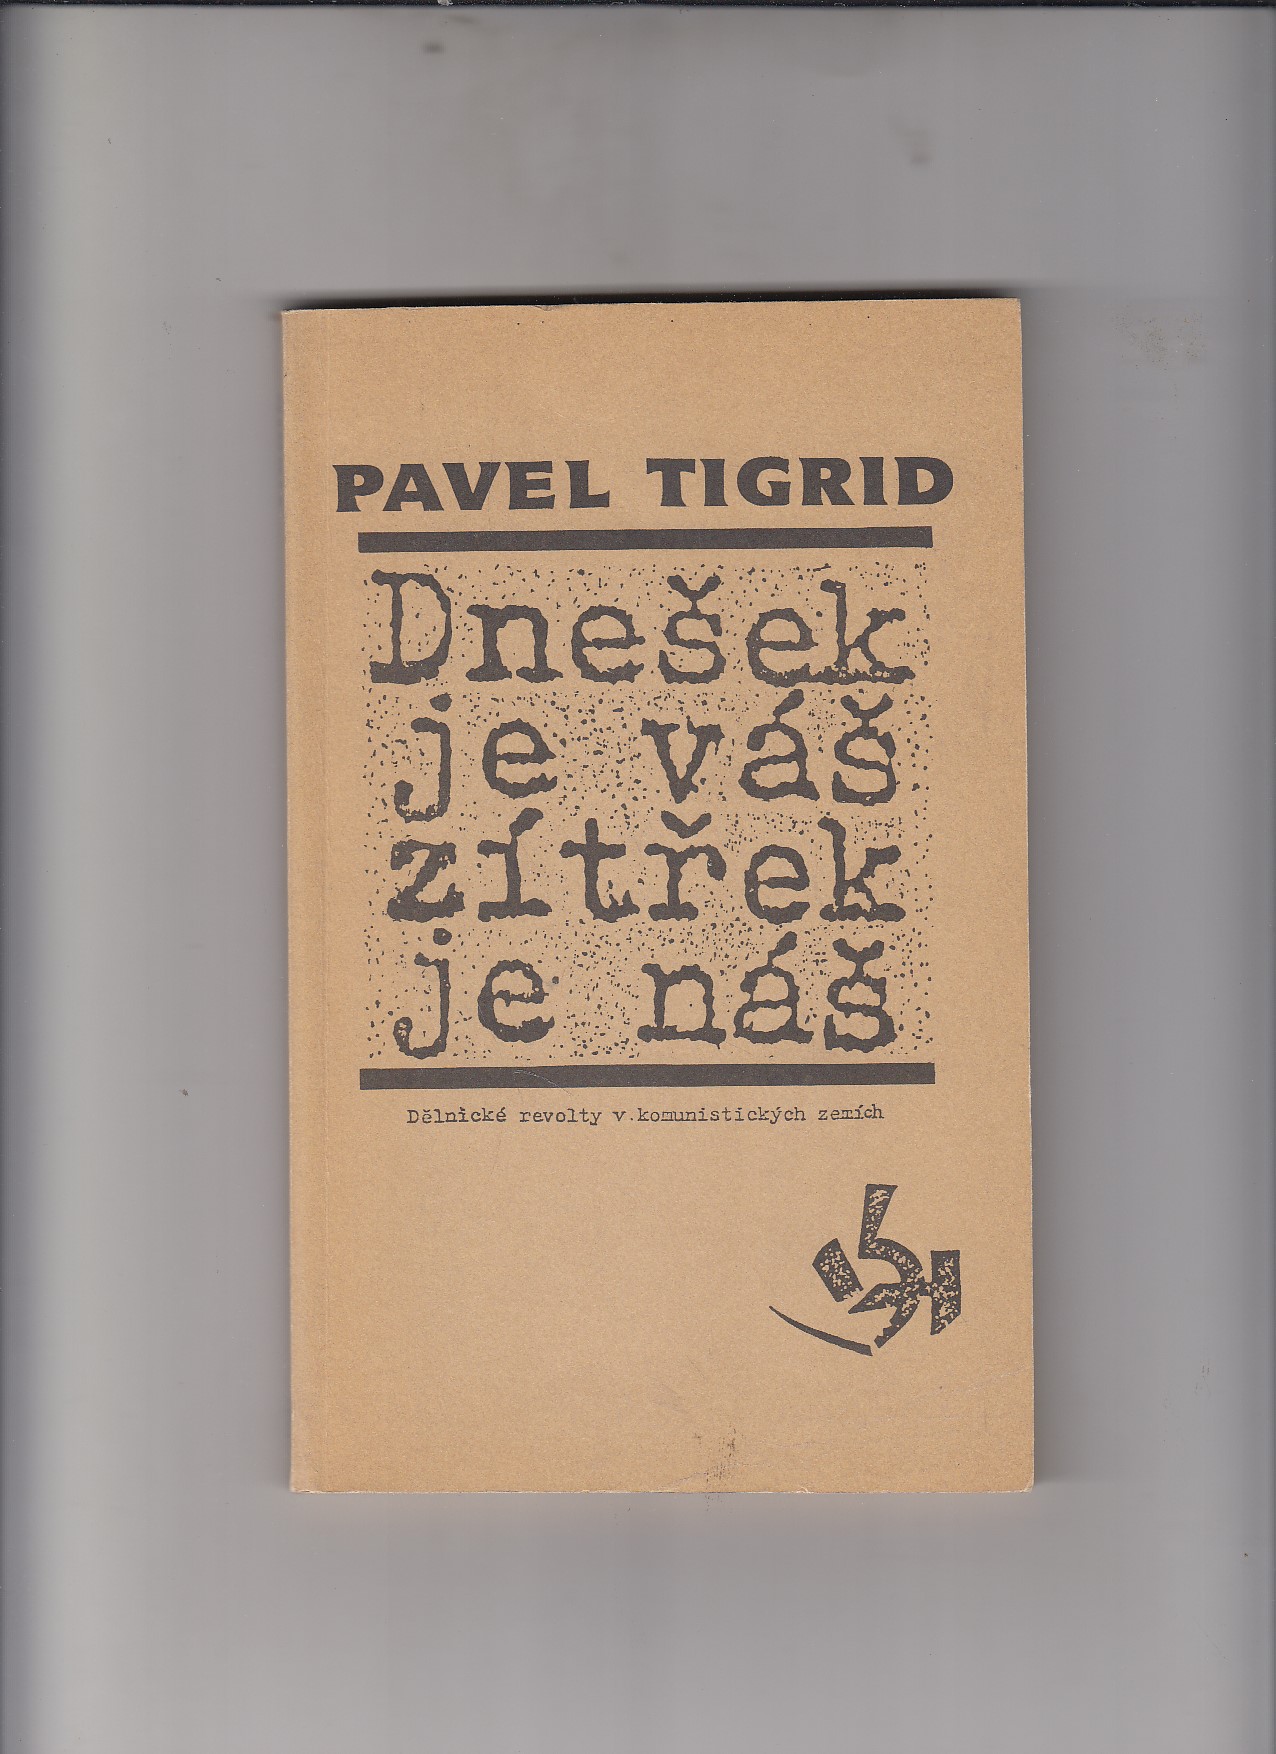 PAVEL TIGRID
Dnešek
je váš
zítřek
je náš
Dělnické revolty v.komunistických zemích